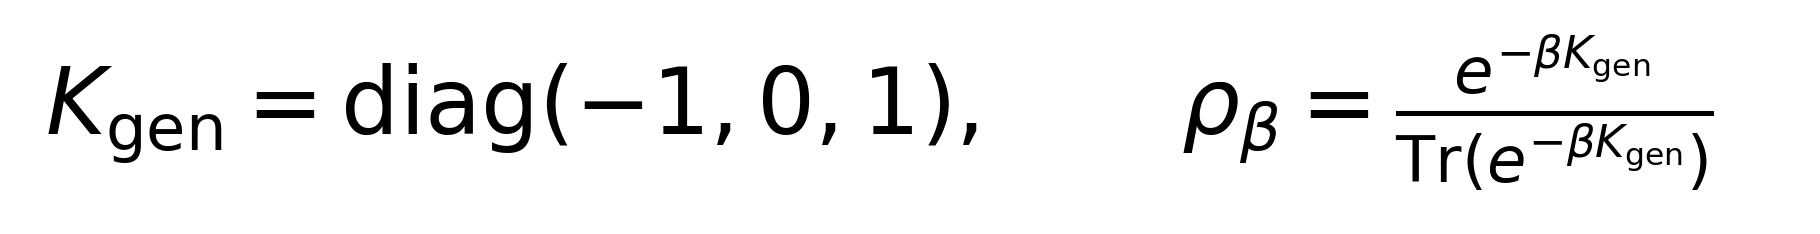 K_gen = diag(−1, 0, 1), ρ_β = e^{−βK_gen} / Tr(e^{−βK_gen})